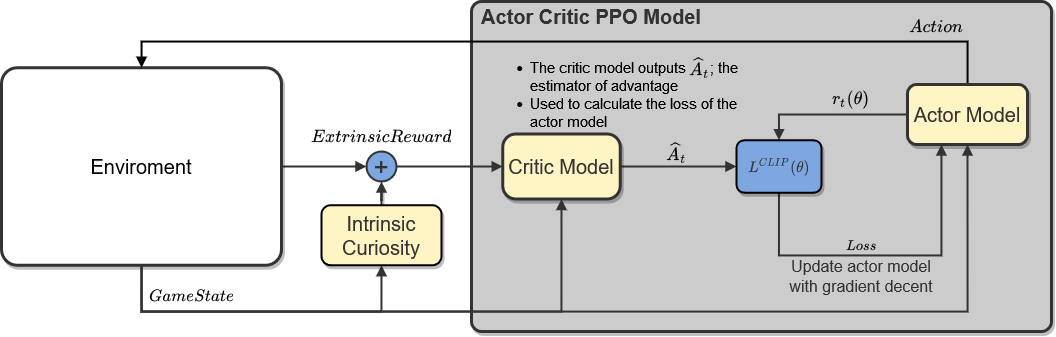 Actor Critic PPO Model
Action
• The critic model outputs Â_t; the
estimator of advantage
• Used to calculate the loss of the
actor model
r_t(θ)
Actor Model
ExtrinsicReward
Enviroment
+
Critic Model
Â_t
L^{CLIP}(θ)
Intrinsic
Curiosity
Loss
Update actor model
with gradient decent
GameState